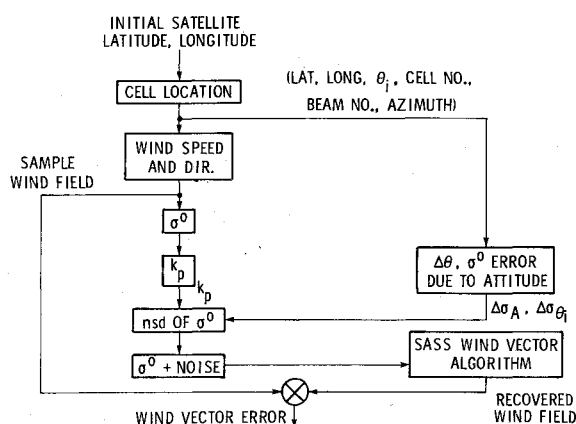 INITIAL SATELLITE
LATITUDE, LONGITUDE
CELL LOCATION
(LAT, LONG, θi, CELL NO.,
BEAM NO., AZIMUTH)
WIND SPEED
AND DIR.
SAMPLE
WIND FIELD
σ⁰
kp
kp
Δθ, σ⁰ ERROR
DUE TO ATTITUDE
ΔσA, Δσθi
nsd OF σ⁰
σ⁰ + NOISE
SASS WIND VECTOR
ALGORITHM
RECOVERED
WIND FIELD
WIND VECTOR ERROR